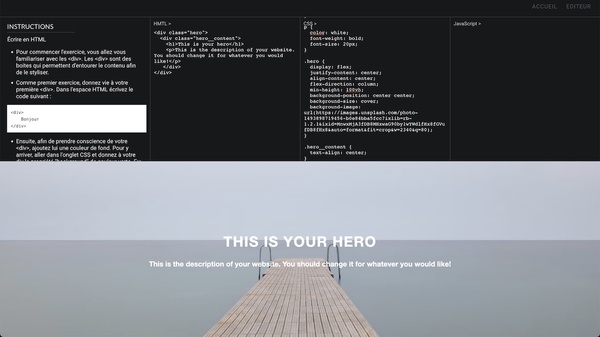 ACCUEIL
EDITEUR
INSTRUCTIONS
Écrire en HTML
Pour commencer l'exercice, vous allez vous
familiariser avec les <div>. Les <div> sont des
boites qui permettent d'entourer le contenu afin
de le styliser.
Comme premier exercice, donnez vie à votre
première <div>. Dans l'espace HTML écrivez le
code suivant :
<div>
Bonjour
</div>
Ensuite, afin de prendre conscience de votre
<div>, ajoutez lui une couleur de fond. Pour y
arriver, aller dans l'onglet CSS et donnez à votre
HMTL >
<div class="hero">
<div class="hero__content">
<h1>This is your hero</h1>
<p>This is the description of your website.
You should change it for whatever you would
like!</p>
</div>
</div>
CSS >
p {
color: white;
font-weight: bold;
font-size: 20px;
}
.hero {
display: flex;
justify-content: center;
align-content: center;
flex-direction: column;
min-height: 100vh;
background-position: center center;
background-size: cover;
background-image:
url(https://images.unsplash.com/photo-
.hero__content {
text-align: center;
JavaScript >
THIS IS YOUR HERO
This is the description of your website. You should change it for whatever you would like!